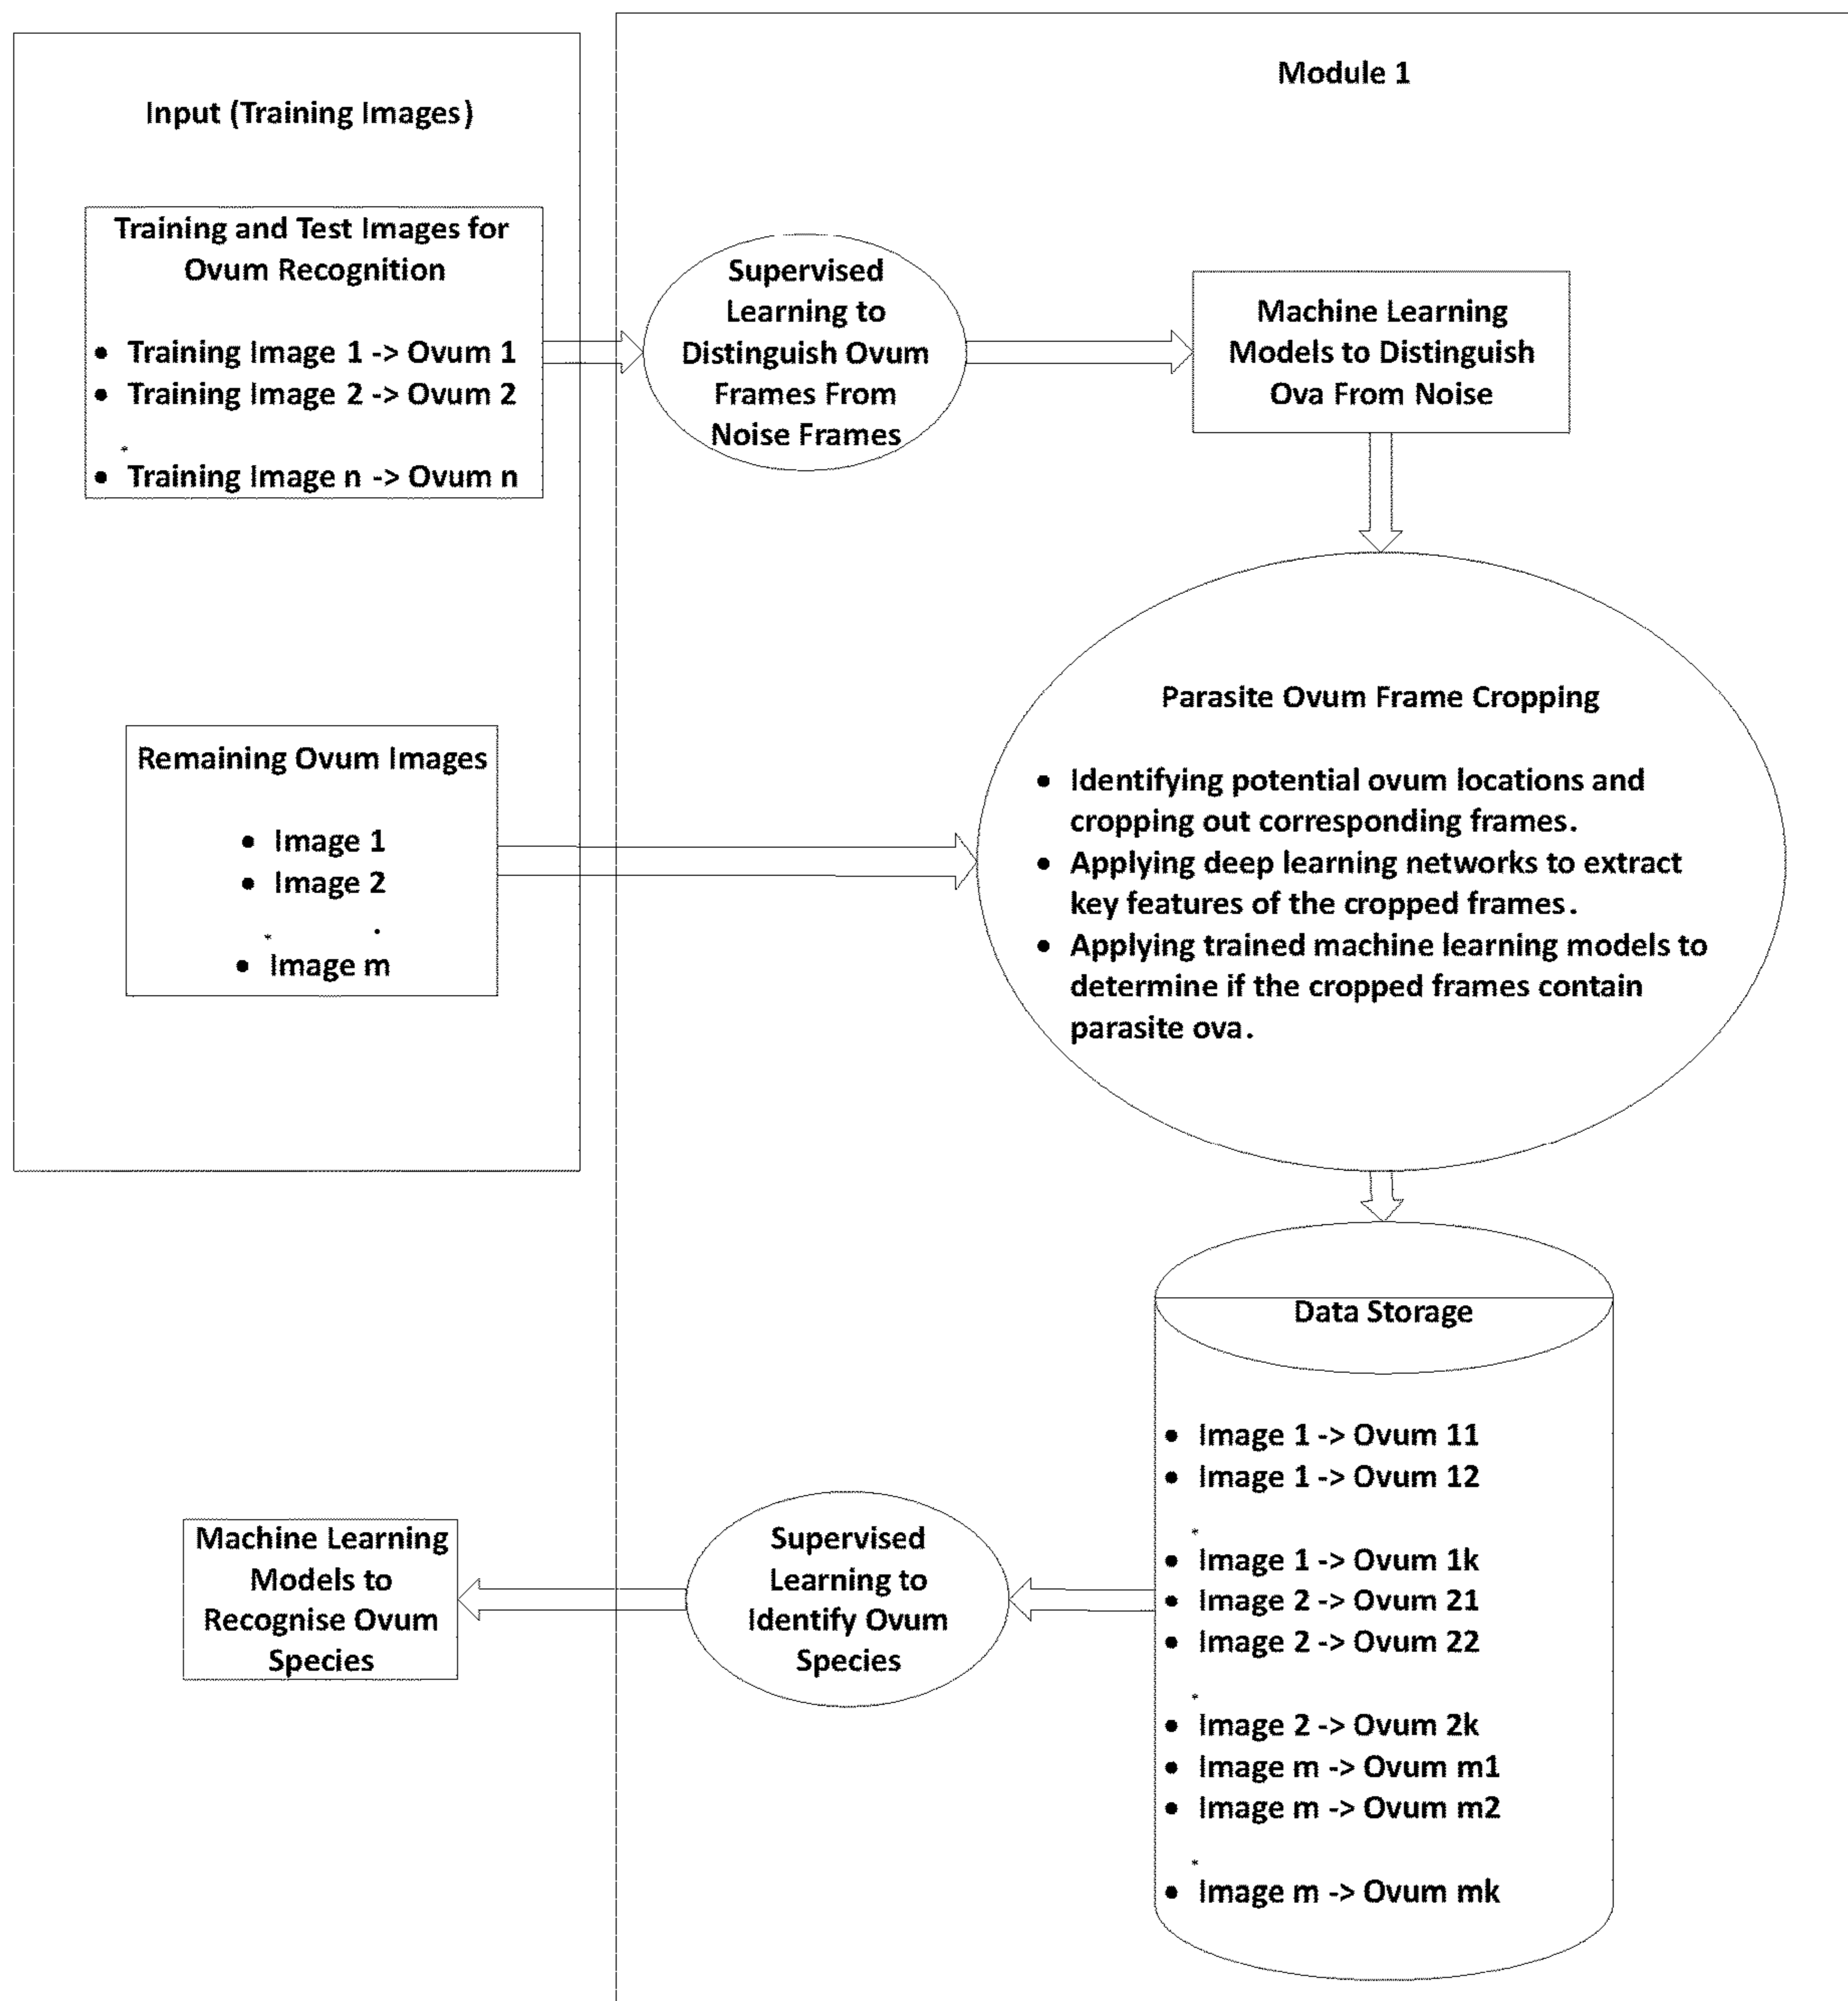 Module 1
Input (Training Images)
Training and Test Images for
Ovum Recognition
• Training Image 1 -> Ovum 1
• Training Image 2 -> Ovum 2
• Training Image n -> Ovum n
Supervised
Learning to
Distinguish Ovum
Frames From
Noise Frames
Machine Learning
Models to Distinguish
Ova From Noise
Remaining Ovum Images
• Image 1
• Image 2
• Image m
Parasite Ovum Frame Cropping
• Identifying potential ovum locations and
cropping out corresponding frames.
• Applying deep learning networks to extract
key features of the cropped frames.
• Applying trained machine learning models to
determine if the cropped frames contain
parasite ova.
Data Storage
• Image 1 -> Ovum 11
• Image 1 -> Ovum 12
• Image 1 -> Ovum 1k
• Image 2 -> Ovum 21
• Image 2 -> Ovum 22
• Image 2 -> Ovum 2k
• Image m -> Ovum m1
• Image m -> Ovum m2
• Image m -> Ovum mk
Supervised
Learning to
Identify Ovum
Species
Machine Learning
Models to
Recognise Ovum
Species